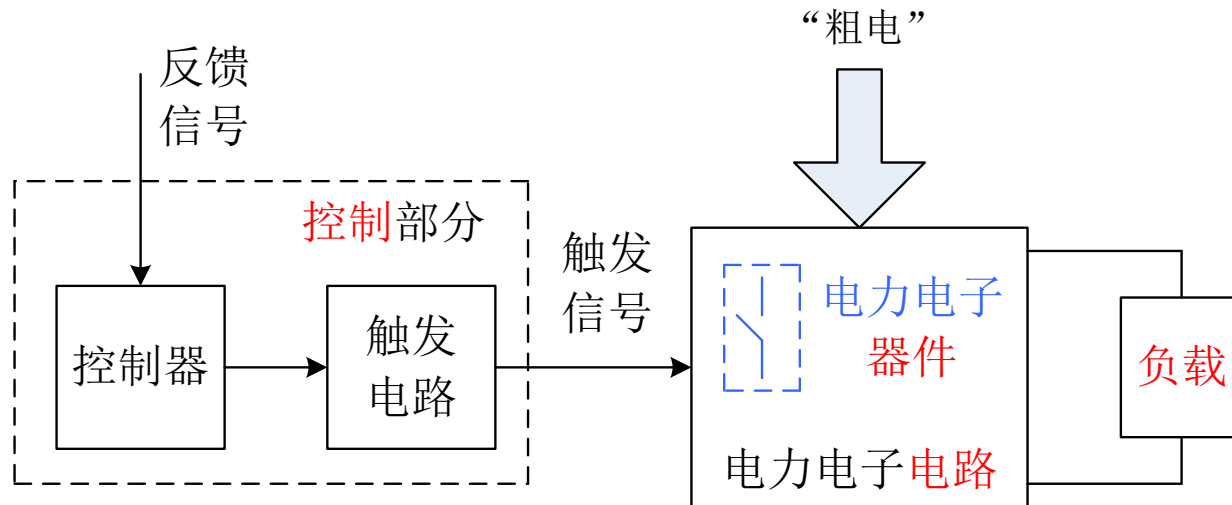 “粗电”
反馈
信号
控制部分
控制器
触发
电路
触发
信号
电力电子
器件
电力电子电路
负载